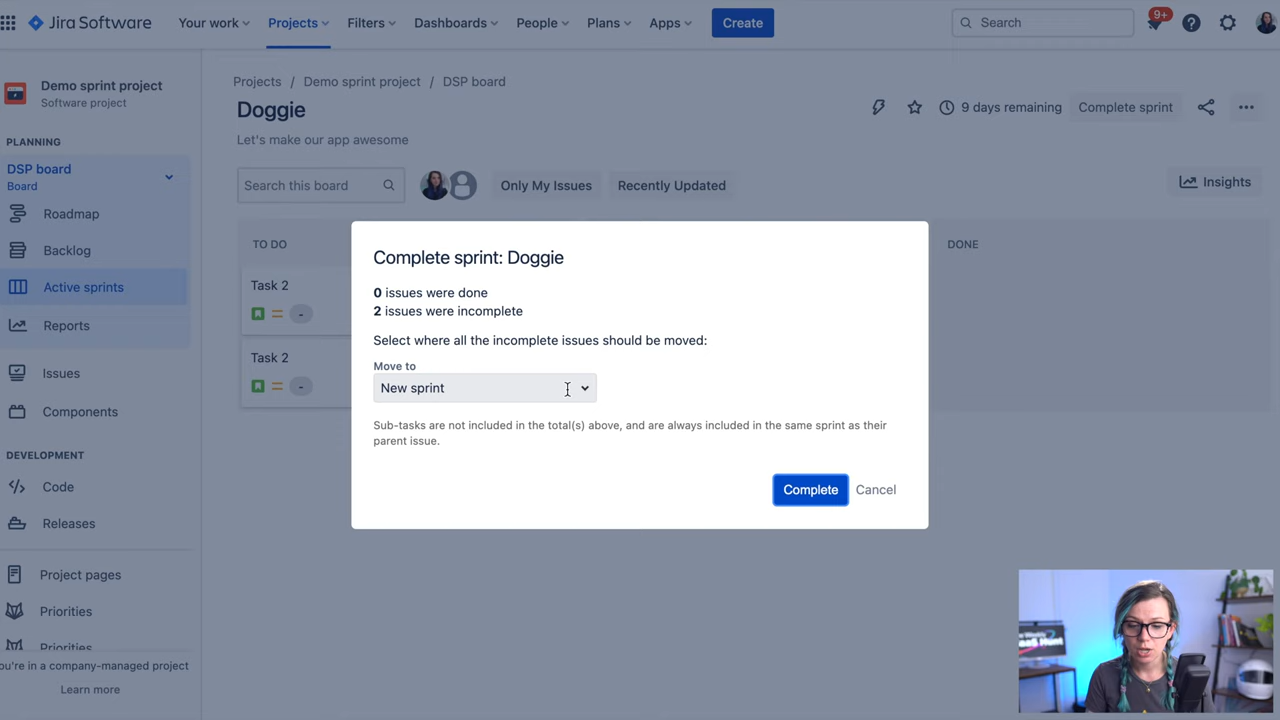 Jira Software
Your work
Projects
Filters
Dashboards
People
Plans
Apps
Create
Search
9+
Demo sprint project
Software project
PLANNING
DSP board
Board
Roadmap
Backlog
Active sprints
Reports
Issues
Components
DEVELOPMENT
Code
Releases
Project pages
Priorities
Priorities
You're in a company-managed project
Learn more
Projects / Demo sprint project / DSP board
Doggie
9 days remaining
Complete sprint
Let's make our app awesome
Search this board
Only My Issues
Recently Updated
Insights
TO DO
DONE
Task 2
-
Task 2
-
Complete sprint: Doggie
0 issues were done
2 issues were incomplete
Select where all the incomplete issues should be moved:
Move to
New sprint
Sub-tasks are not included in the total(s) above, and are always included in the same sprint as their
parent issue.
Complete
Cancel